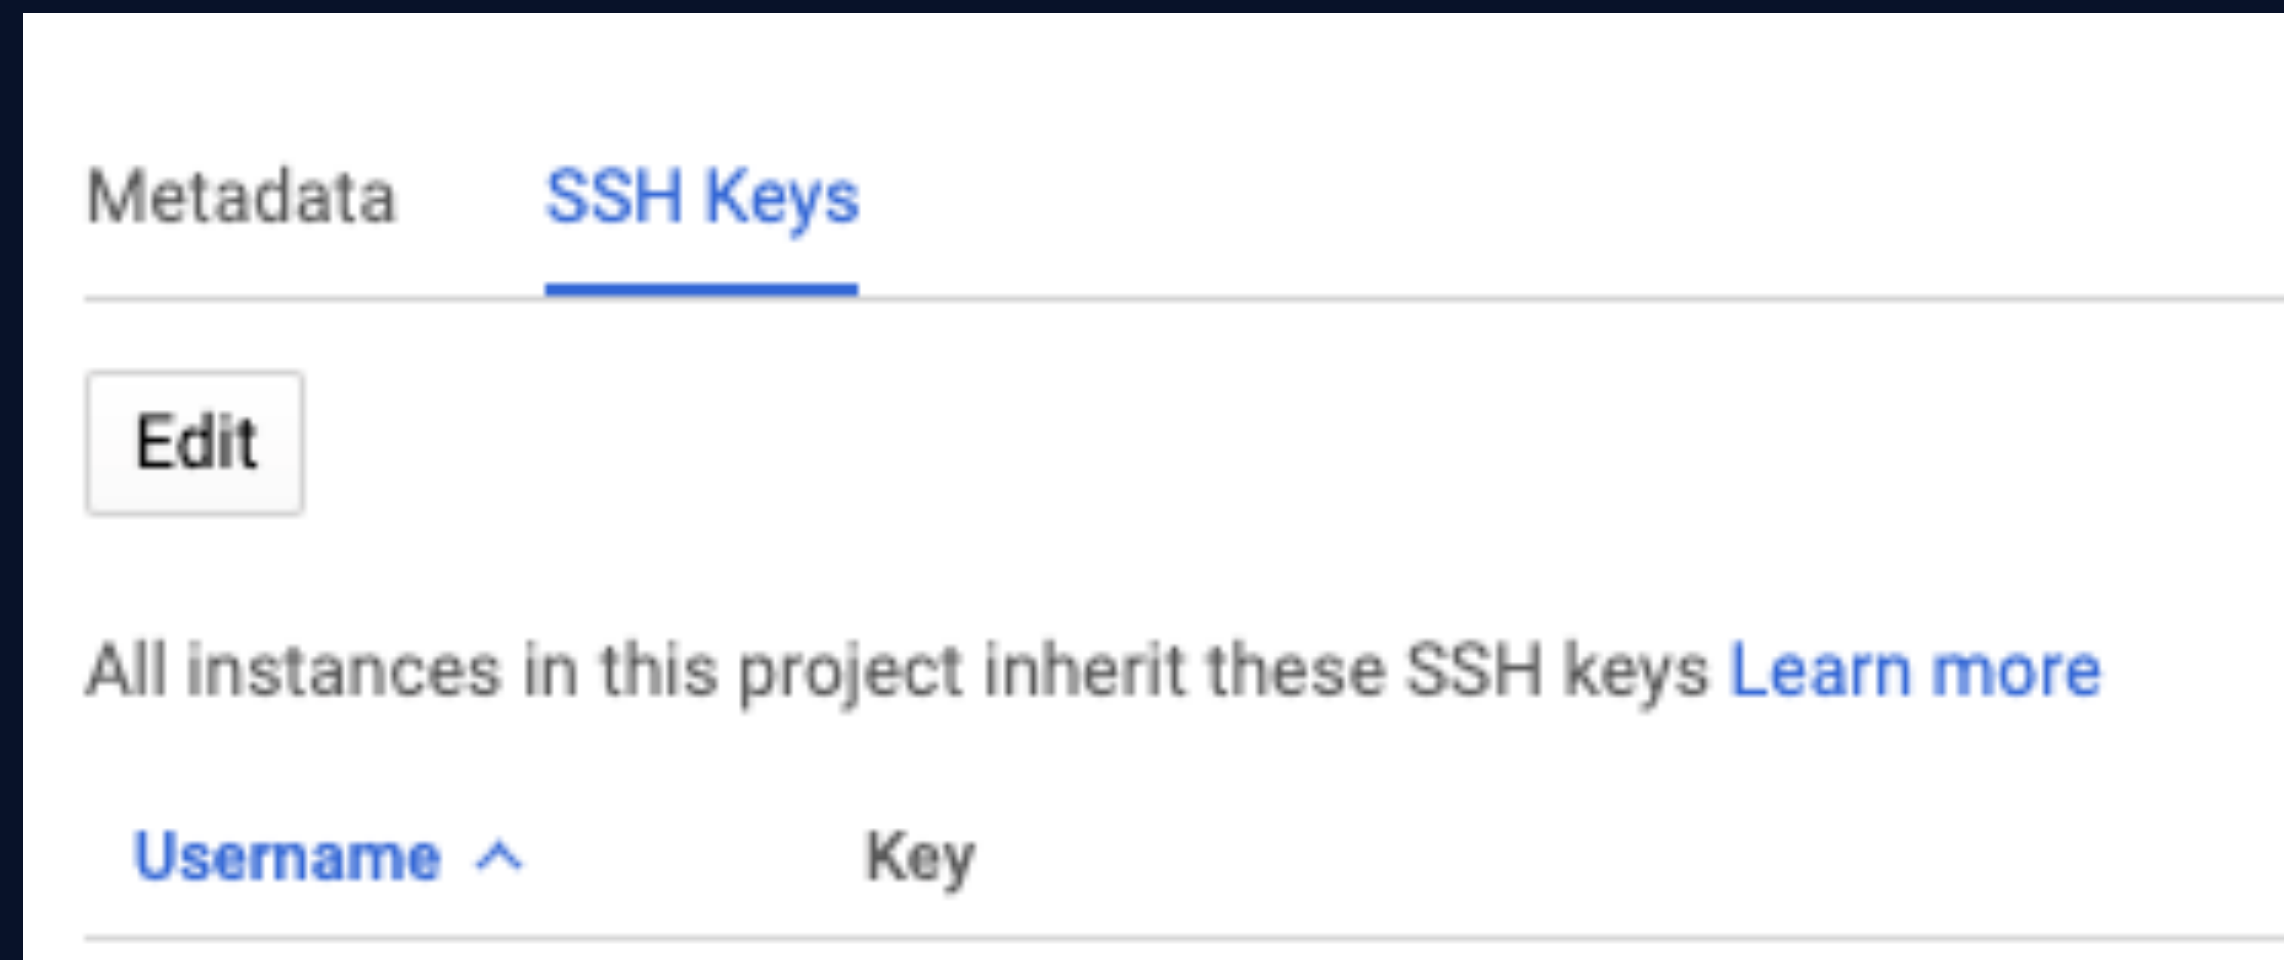 Metadata SSH Keys
Edit
All instances in this project inherit these SSH keys Learn more
Username Key